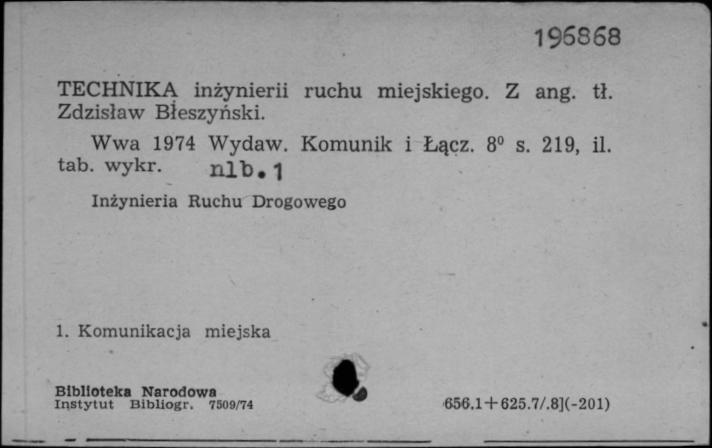 196868
TECHNIKA inżynierii ruchu miejskiego. Z ang. tł.
Zdzisław Błeszyński.
Wwa 1974 Wydaw. Komunik i Łącz. 8⁰ s. 219, il.
tab. wykr. nlb. 1
Inżynieria Ruchu Drogowego
1. Komunikacja miejska
Biblioteka Narodowa
Instytut Bibliogr. 7509/74
656.1+625.7/.8](-201)